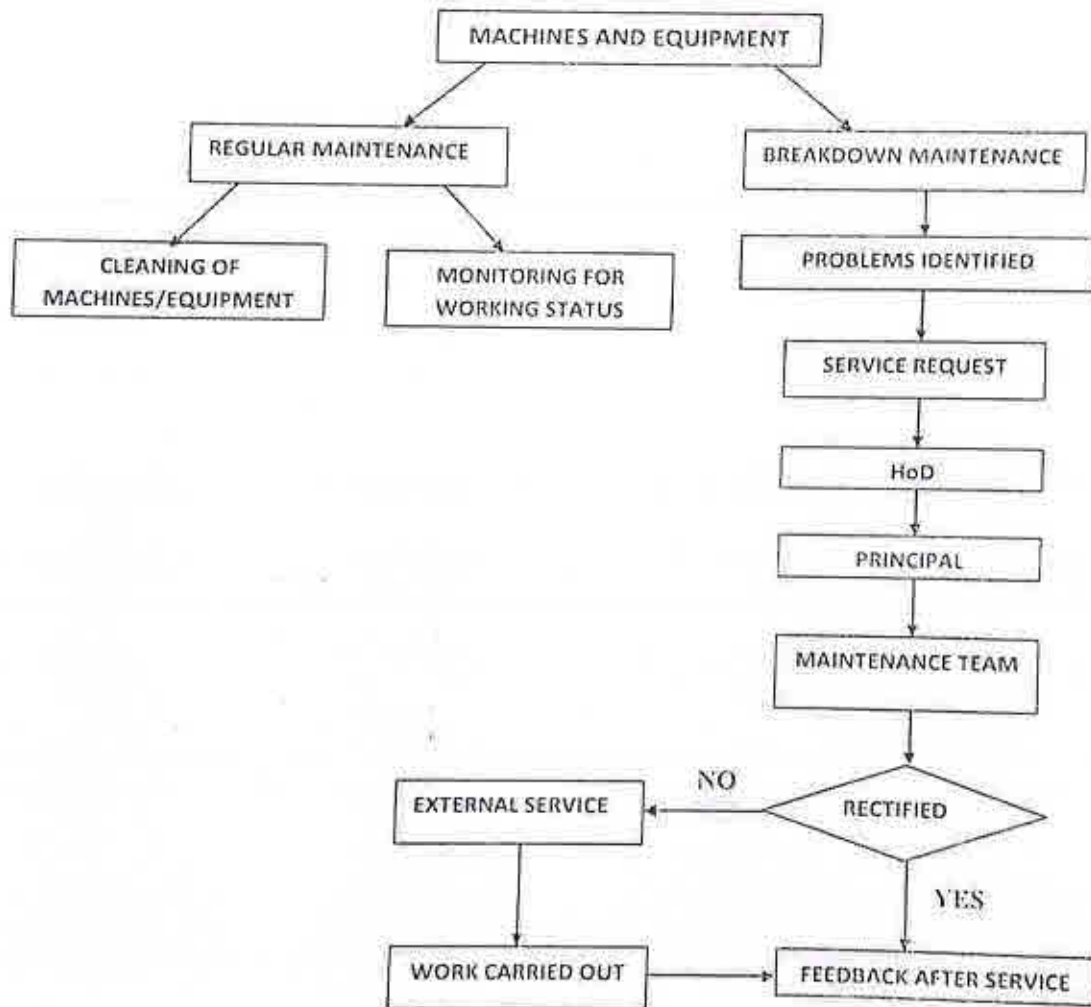 MACHINES AND EQUIPMENT
REGULAR MAINTENANCE
BREAKDOWN MAINTENANCE
CLEANING OF
MACHINES/EQUIPMENT
MONITORING FOR
WORKING STATUS
PROBLEMS IDENTIFIED
SERVICE REQUEST
HoD
PRINCIPAL
MAINTENANCE TEAM
RECTIFIED
NO
EXTERNAL SERVICE
YES
WORK CARRIED OUT
FEEDBACK AFTER SERVICE